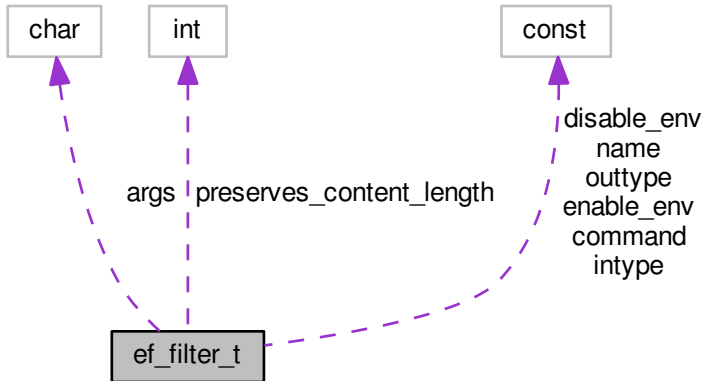 char
int
const
disable_env
name
outtype
args
preserves_content_length
enable_env
command
intype
ef_filter_t